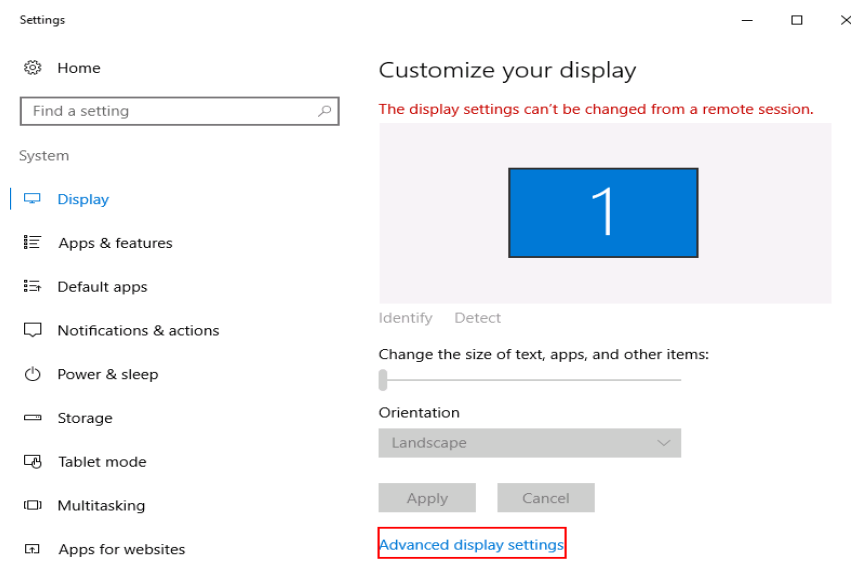 Settings
Home
Find a setting
System
Display
Apps & features
Default apps
Notifications & actions
Power & sleep
Storage
Tablet mode
Multitasking
Apps for websites
Customize your display
The display settings can't be changed from a remote session.
1
Identify Detect
Change the size of text, apps, and other items:
Orientation
Landscape
Apply Cancel
Advanced display settings